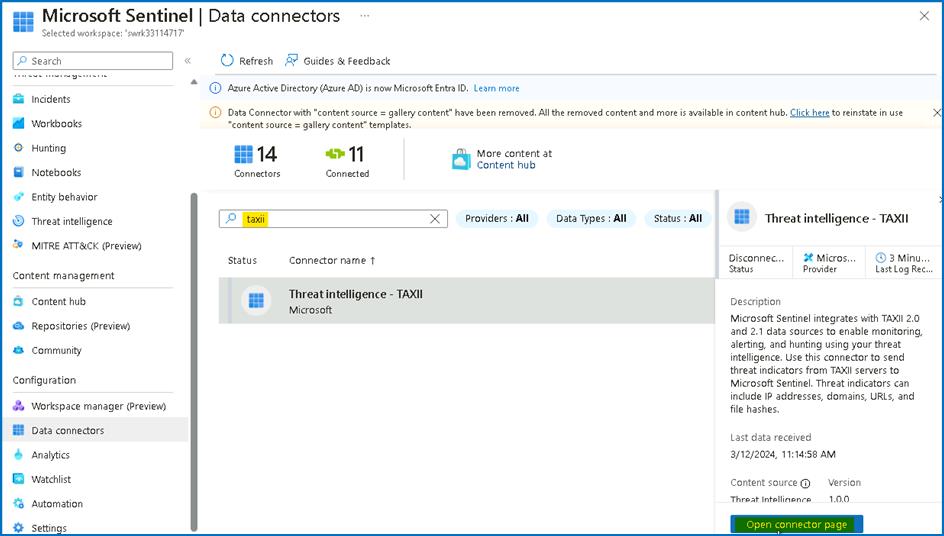 Microsoft Sentinel | Data connectors ...
Selected workspace: 'swrk33114717'
Search
Threat management
Incidents
Workbooks
Hunting
Notebooks
Entity behavior
Threat intelligence
MITRE ATT&CK (Preview)
Content management
Content hub
Repositories (Preview)
Community
Configuration
Workspace manager (Preview)
Data connectors
Analytics
Watchlist
Automation
Settings
Refresh
Guides & Feedback
Azure Active Directory (Azure AD) is now Microsoft Entra ID. Learn more
Data Connector with "content source = gallery content" have been removed. All the removed content and more is available in content hub. Click here to reinstate in use
"content source = gallery content" templates.
14
Connectors
11
Connected
More content at
Content hub
taxii
Providers : All
Data Types : All
Status : All
Status
Connector name ↑
Threat intelligence - TAXII
Microsoft
Threat intelligence - TAXII
Disconnec...
Status
Micros...
Provider
3 Minu...
Last Log Rec...
Description
Microsoft Sentinel integrates with TAXII 2.0
and 2.1 data sources to enable monitoring,
alerting, and hunting using your threat
intelligence. Use this connector to send
threat indicators from TAXII servers to
Microsoft Sentinel. Threat indicators can
include IP addresses, domains, URLs, and
file hashes.
Last data received
3/12/2024, 11:14:58 AM
Content source
Version
Threat Intelligence
1.0.0
Open connector page